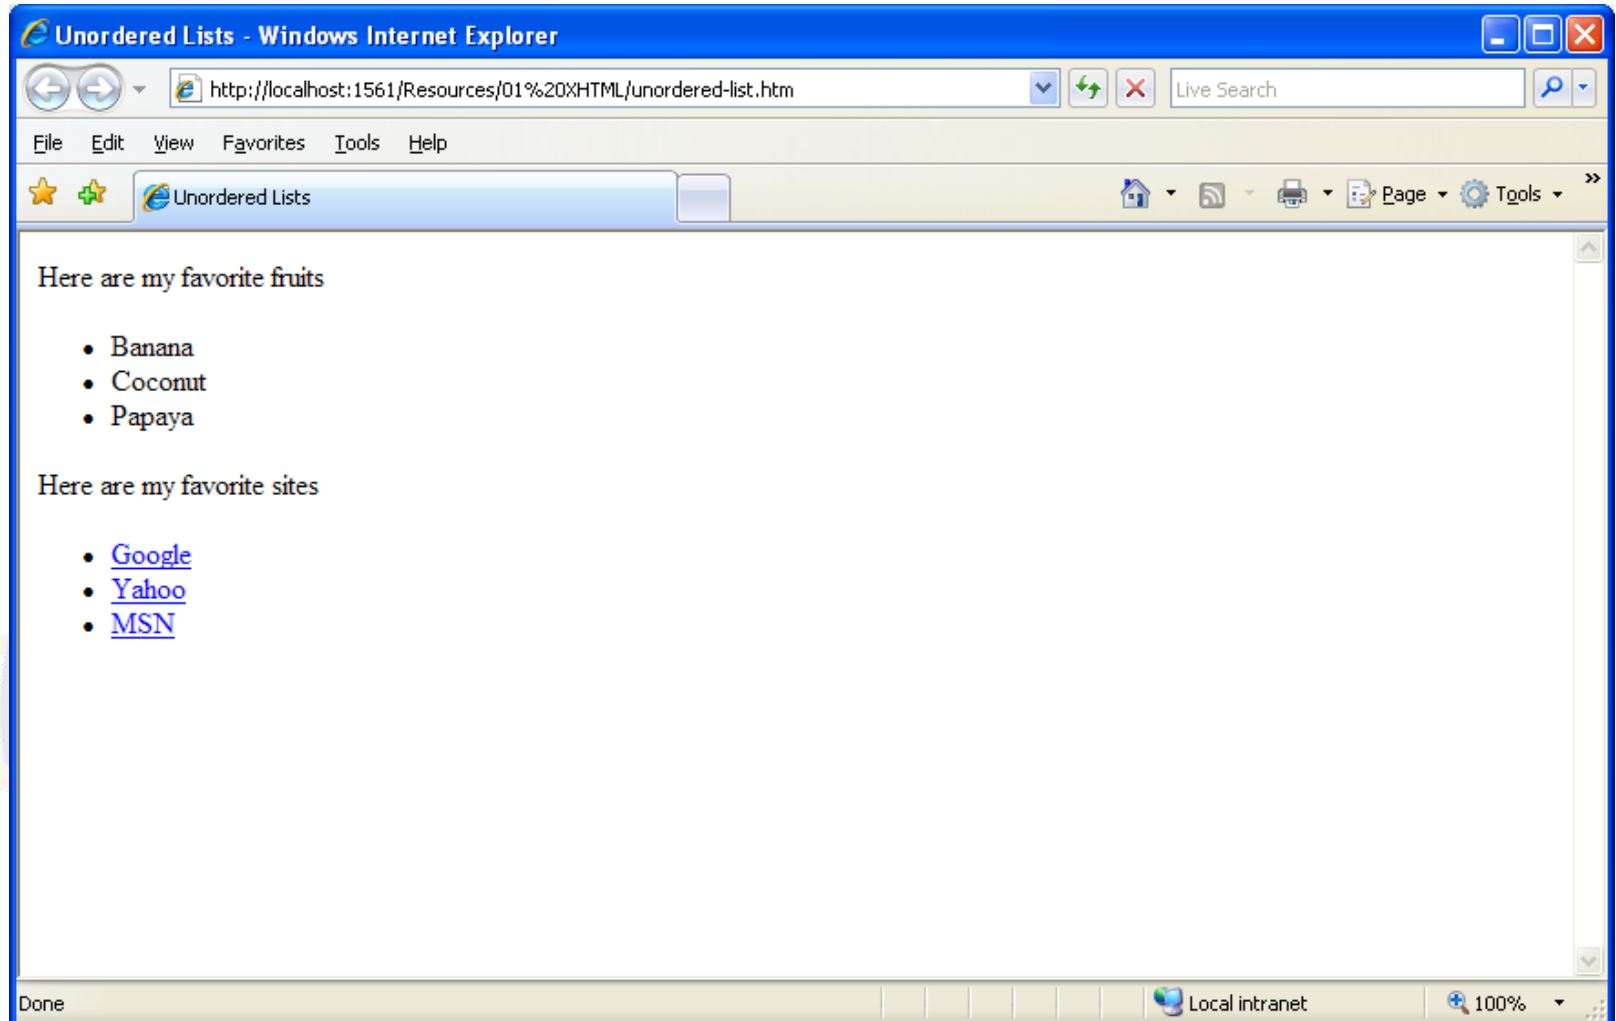 Unordered Lists - Windows Internet Explorer
http://localhost:1561/Resources/01%20XHTML/unordered-list.htm
Live Search
File Edit View Favorites Tools Help
Unordered Lists
Page Tools »
Here are my favorite fruits
• Banana
• Coconut
• Papaya
Here are my favorite sites
• Google
• Yahoo
• MSN
Done
Local intranet
100%